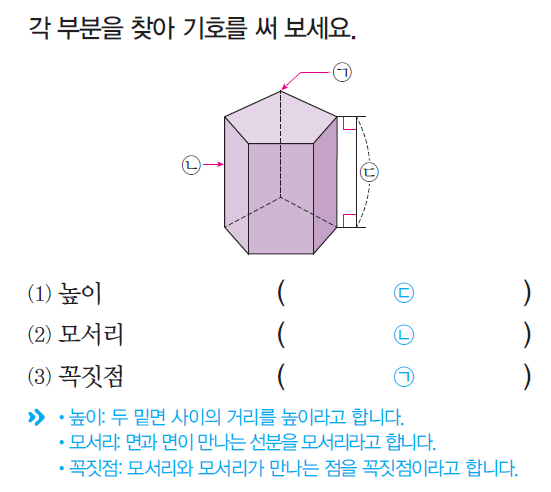 각 부분을 찾아 기호를 써 보세요.
㉠
㉡
㉢
(1) 높이 ( ㉢ )
(2) 모서리 ( ㉡ )
(3) 꼭짓점 ( ㉠ )
• 높이: 두 밑면 사이의 거리를 높이라고 합니다.
• 모서리: 면과 면이 만나는 선분을 모서리라고 합니다.
• 꼭짓점: 모서리와 모서리가 만나는 점을 꼭짓점이라고 합니다.